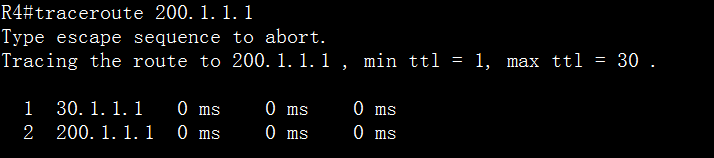 R4#traceroute 200.1.1.1
Type escape sequence to abort.
Tracing the route to 200.1.1.1 , min ttl = 1, max ttl = 30 .
1 30.1.1.1 0 ms 0 ms 0 ms
2 200.1.1.1 0 ms 0 ms 0 ms